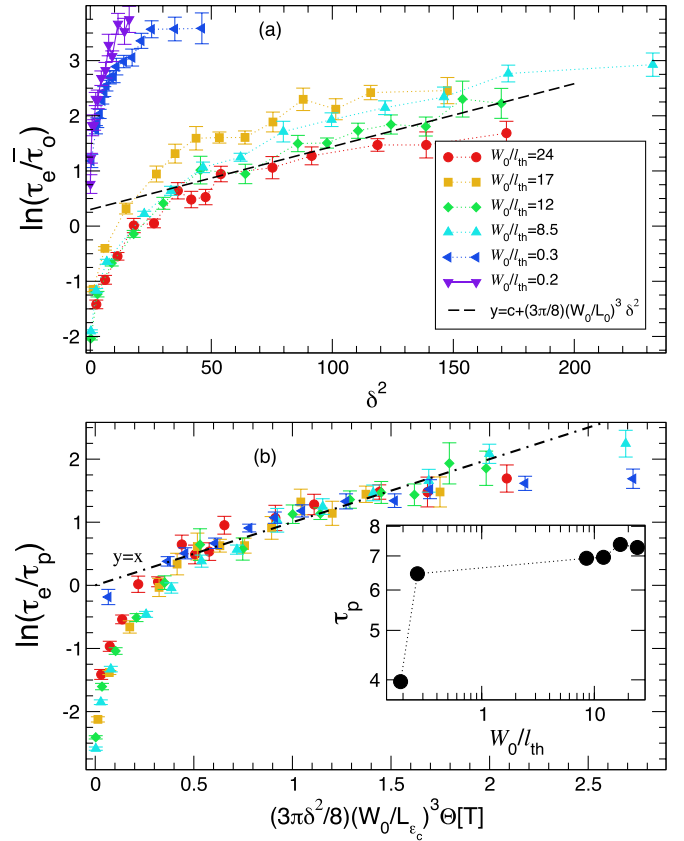 (a)
ln(τₑ/τ̄ₒ)
3
2
1
0
-1
-2
W₀/lₜₕ=24
W₀/lₜₕ=17
W₀/lₜₕ=12
W₀/lₜₕ=8.5
W₀/lₜₕ=0.3
W₀/lₜₕ=0.2
y=c+(3π/8)(W₀/L₀)³ δ²
0 50 100 150 200
δ²
(b)
ln(τₑ/τₚ)
2
1
0
-1
-2
y=x
τₚ
8
7
6
5
4
1 10
W₀/lₜₕ
0 0.5 1 1.5 2 2.5
(3πδ²/8)(W₀/L_{ε_c})³Θ[T]